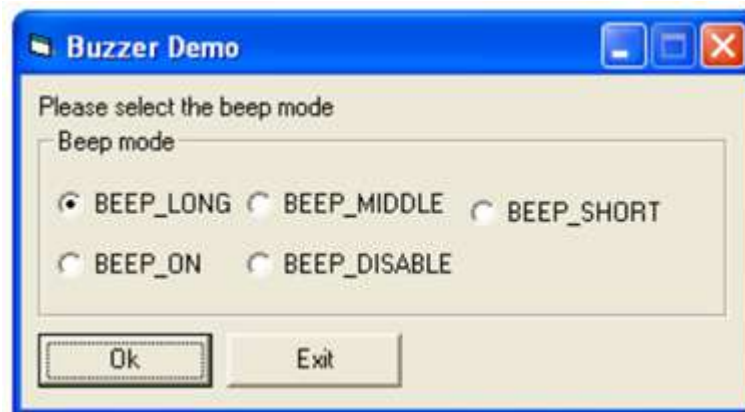 Buzzer Demo
Please select the beep mode
Beep mode
BEEP_LONG BEEP_MIDDLE BEEP_SHORT
BEEP_ON BEEP_DISABLE
Ok Exit